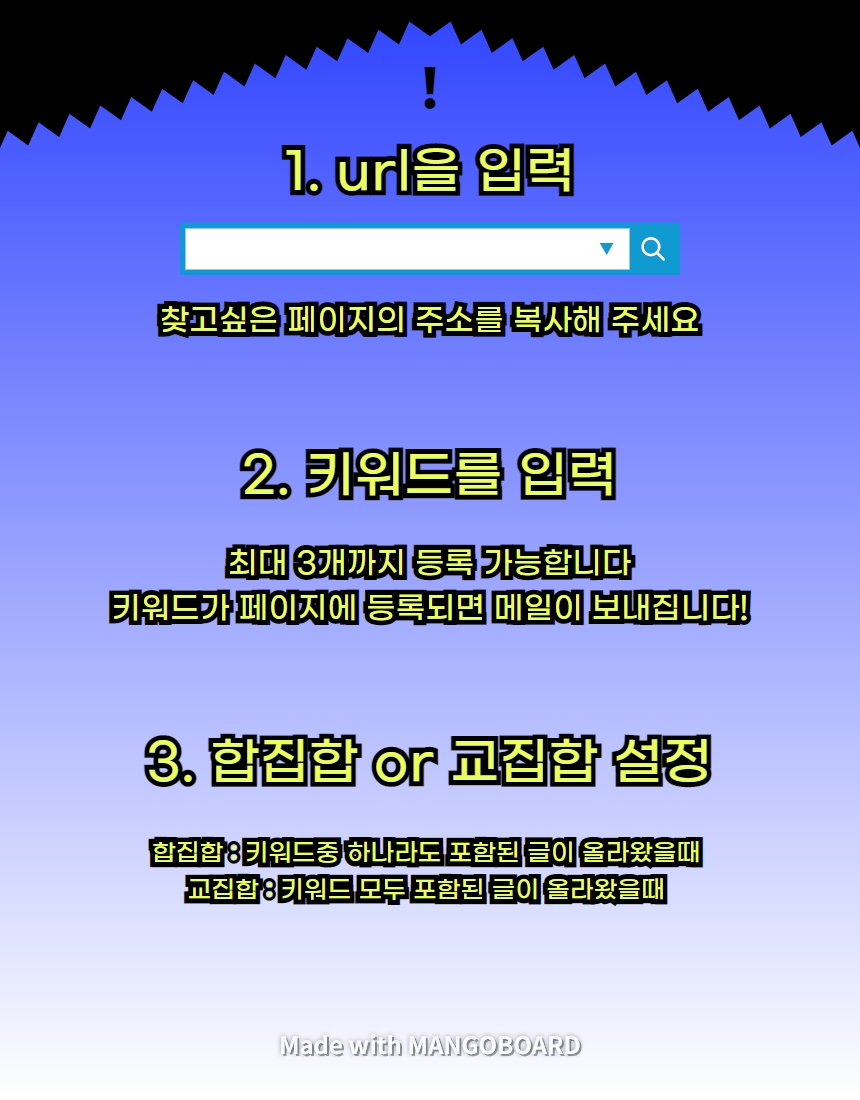 !
1. url을 입력
찾고싶은 페이지의 주소를 복사해 주세요
2. 키워드를 입력
최대 3개까지 등록 가능합니다
키워드가 페이지에 등록되면 메일이 보내집니다!
3. 합집합 or 교집합 설정
합집합 : 키워드중 하나라도 포함된 글이 올라왔을때
교집합 : 키워드 모두 포함된 글이 올라왔을때
Made with MANGOBOARD